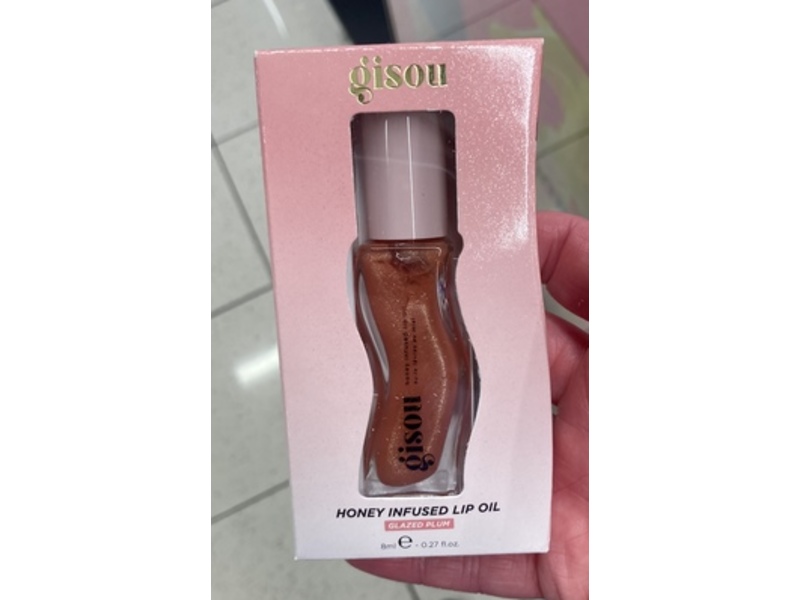 gisou
gisou
HONEY INFUSED LIP OIL
GLAZED PLUM
8ml e - 0.27 fl.oz.